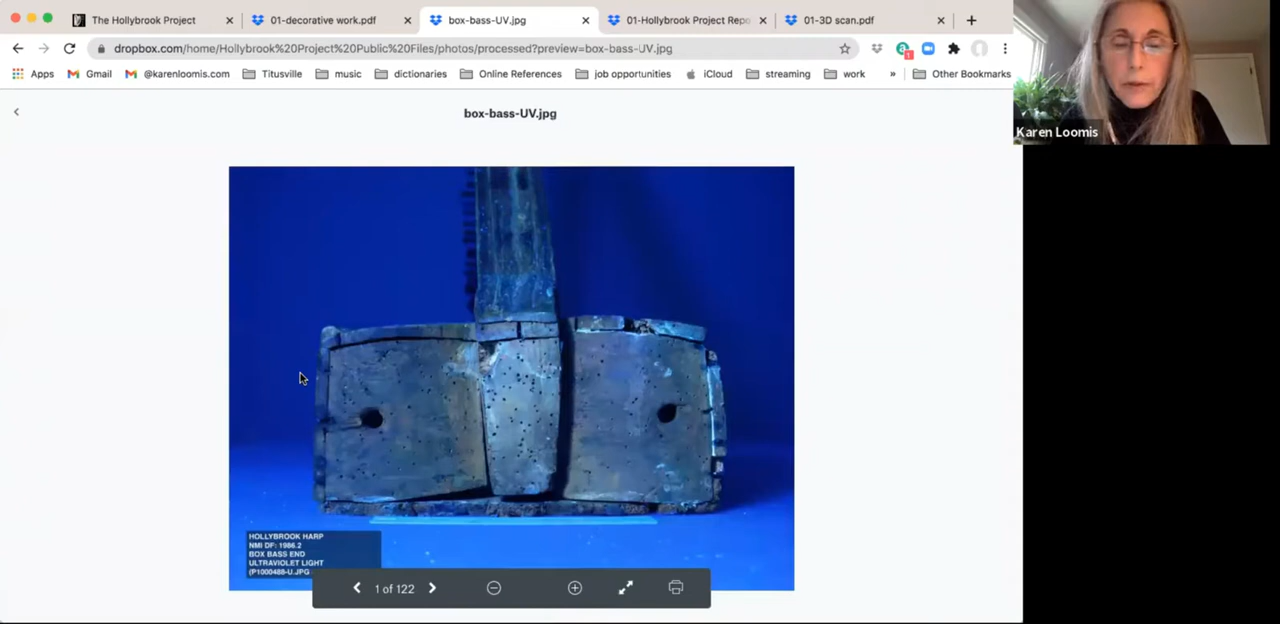 The Hollybrook Project
01-decorative work.pdf
box-bass-UV.jpg
01-Hollybrook Project Repo
01-3D scan.pdf
dropbox.com/home/Hollybrook%20Project%20Public%20Files/photos/processed?preview=box-bass-UV.jpg
Apps
Gmail
@karenloomis.com
Titusville
music
dictionaries
Online References
job opportunities
iCloud
streaming
work
»
Other Bookmarks
Karen Loomis
box-bass-UV.jpg
HOLLYBROOK HARP
NMI DF: 1986.2
BOX BASS END
ULTRAVIOLET LIGHT
(P1000488-U.JPG
1 of 122